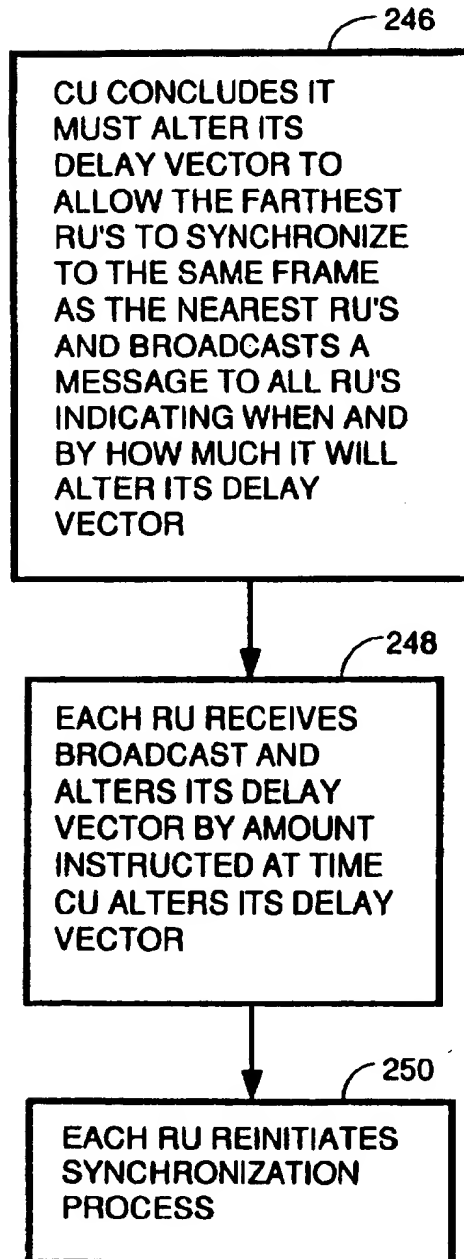 246
CU CONCLUDES IT
MUST ALTER ITS
DELAY VECTOR TO
ALLOW THE FARTHEST
RU'S TO SYNCHRONIZE
TO THE SAME FRAME
AS THE NEAREST RU'S
AND BROADCASTS A
MESSAGE TO ALL RU'S
INDICATING WHEN AND
BY HOW MUCH IT WILL
ALTER ITS DELAY
VECTOR
248
EACH RU RECEIVES
BROADCAST AND
ALTERS ITS DELAY
VECTOR BY AMOUNT
INSTRUCTED AT TIME
CU ALTERS ITS DELAY
VECTOR
250
EACH RU REINITIATES
SYNCHRONIZATION
PROCESS